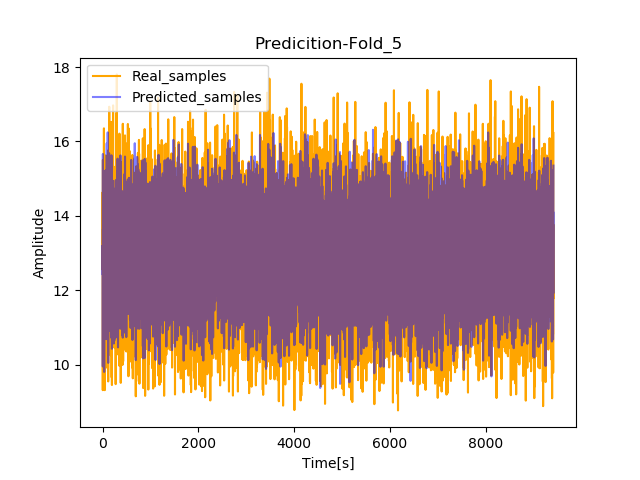 Predicition-Fold_5
Real_samples
Predicted_samples
Amplitude
18
16
14
12
10
0 2000 4000 6000 8000
Time[s]